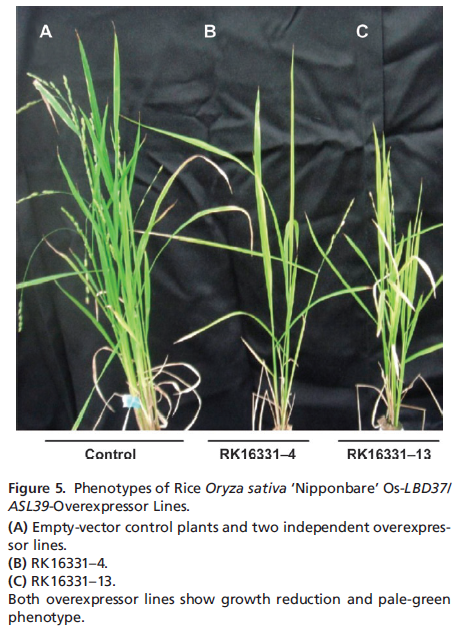 A
B
C
Control
RK16331–4
RK16331–13
Figure 5. Phenotypes of Rice Oryza sativa ‘Nipponbare’ Os-LBD37/
ASL39-Overexpressor Lines.
(A) Empty-vector control plants and two independent overexpres-
sor lines.
(B) RK16331–4.
(C) RK16331–13.
Both overexpressor lines show growth reduction and pale-green
phenotype.